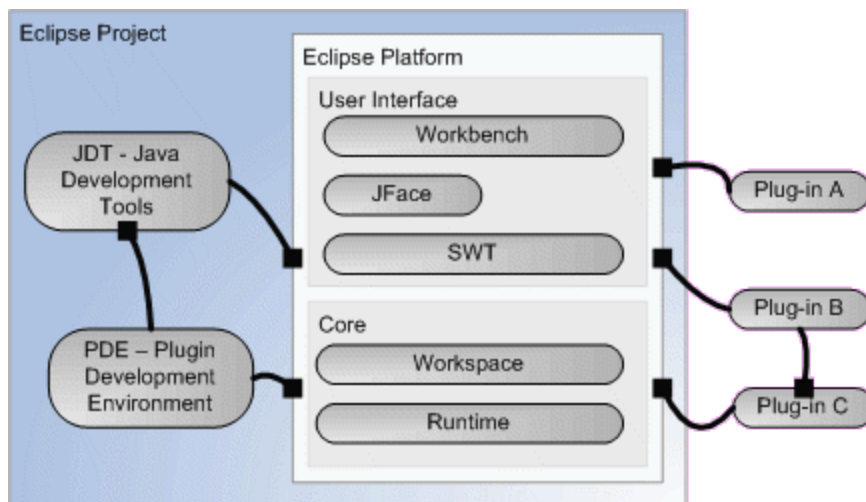 Eclipse Project
Eclipse Platform
User Interface
Workbench
JFace
SWT
Core
Workspace
Runtime
JDT - Java
Development
Tools
PDE – Plugin
Development
Environment
Plug-in A
Plug-in B
Plug-in C